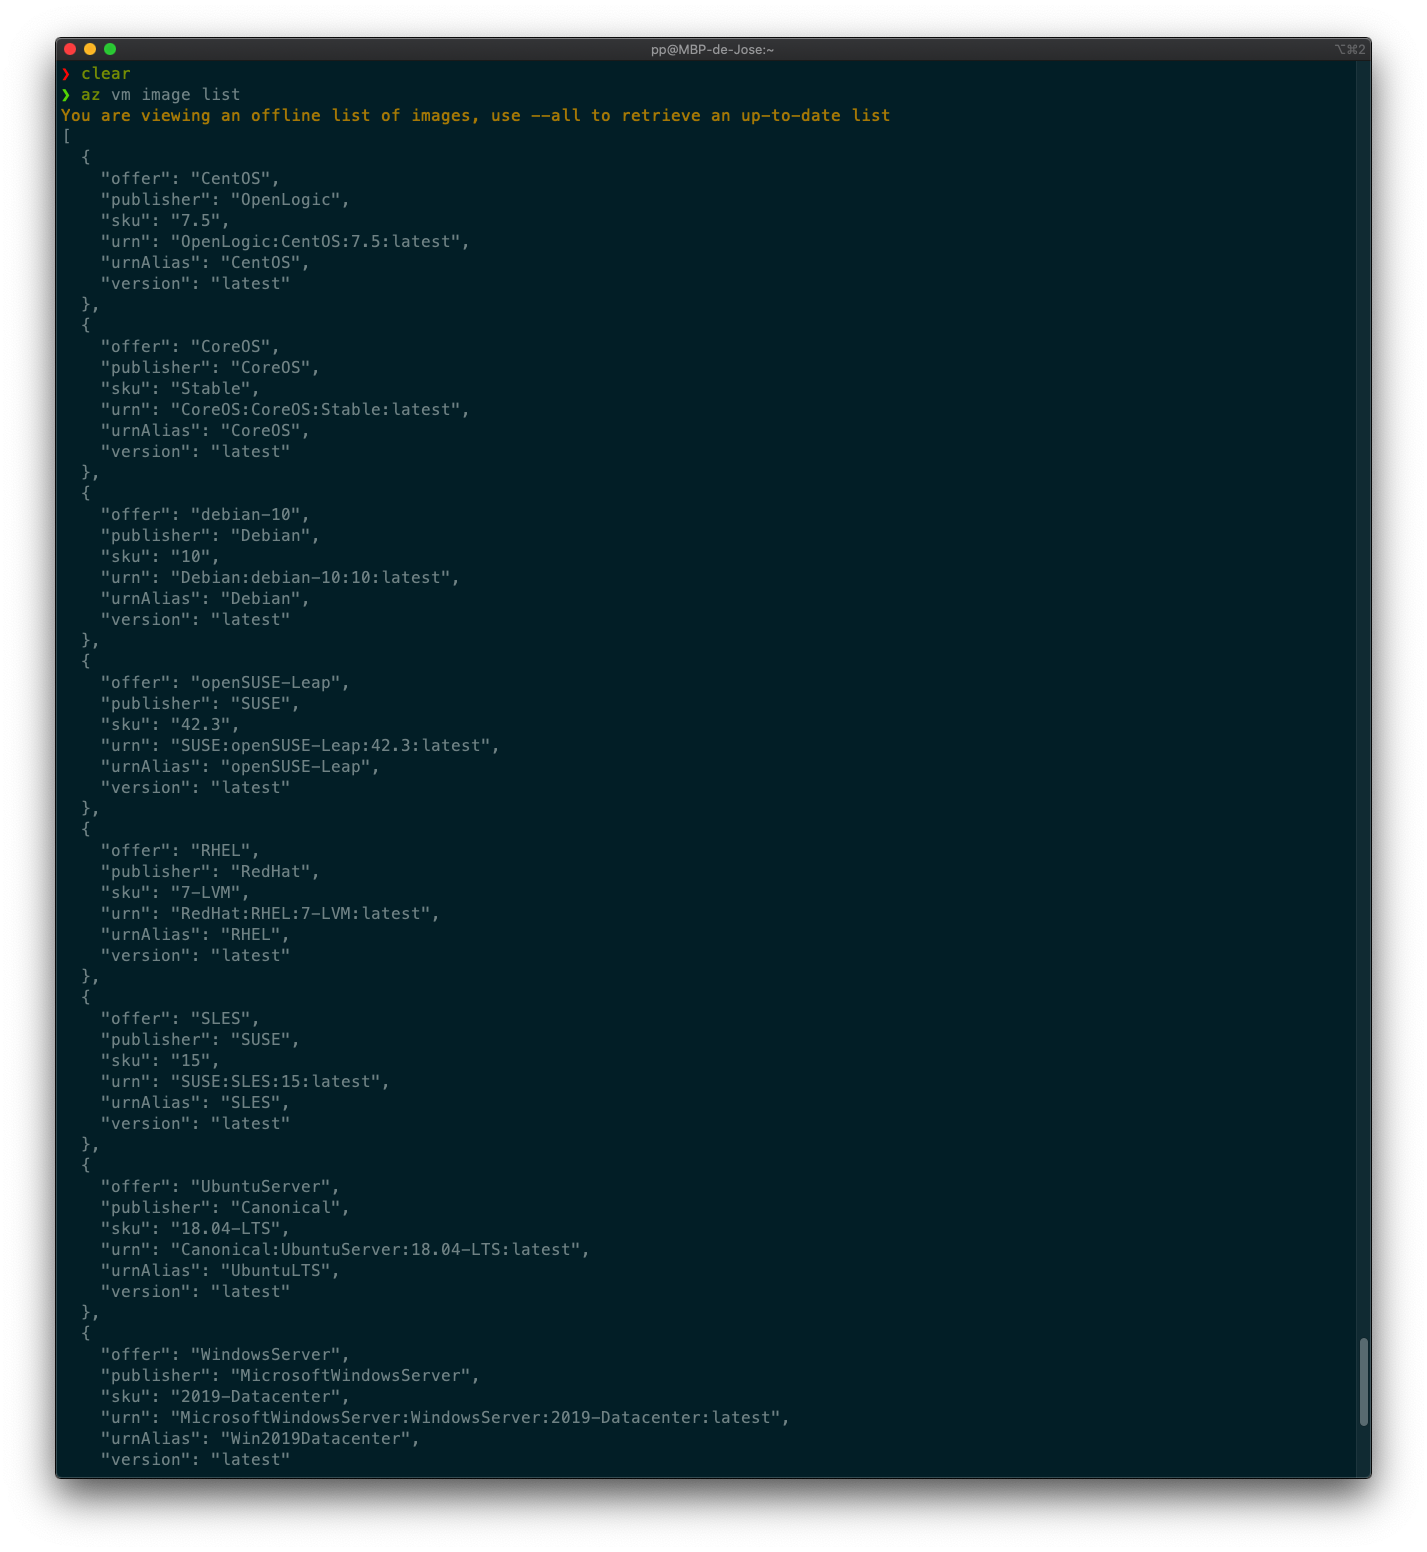 pp@MBP-de-Jose:~
⌥⌘2
❯ clear
❯ az vm image list
You are viewing an offline list of images, use --all to retrieve an up-to-date list
[
  {
    "offer": "CentOS",
    "publisher": "OpenLogic",
    "sku": "7.5",
    "urn": "OpenLogic:CentOS:7.5:latest",
    "urnAlias": "CentOS",
    "version": "latest"
  },
  {
    "offer": "CoreOS",
    "publisher": "CoreOS",
    "sku": "Stable",
    "urn": "CoreOS:CoreOS:Stable:latest",
    "urnAlias": "CoreOS",
    "version": "latest"
  },
  {
    "offer": "debian-10",
    "publisher": "Debian",
    "sku": "10",
    "urn": "Debian:debian-10:10:latest",
    "urnAlias": "Debian",
    "version": "latest"
  },
  {
    "offer": "openSUSE-Leap",
    "publisher": "SUSE",
    "sku": "42.3",
    "urn": "SUSE:openSUSE-Leap:42.3:latest",
    "urnAlias": "openSUSE-Leap",
    "version": "latest"
  },
  {
    "offer": "RHEL",
    "publisher": "RedHat",
    "sku": "7-LVM",
    "urn": "RedHat:RHEL:7-LVM:latest",
    "urnAlias": "RHEL",
    "version": "latest"
  },
  {
    "offer": "SLES",
    "publisher": "SUSE",
    "sku": "15",
    "urn": "SUSE:SLES:15:latest",
    "urnAlias": "SLES",
    "version": "latest"
  },
  {
    "offer": "UbuntuServer",
    "publisher": "Canonical",
    "sku": "18.04-LTS",
    "urn": "Canonical:UbuntuServer:18.04-LTS:latest",
    "urnAlias": "UbuntuLTS",
    "version": "latest"
  },
  {
    "offer": "WindowsServer",
    "publisher": "MicrosoftWindowsServer",
    "sku": "2019-Datacenter",
    "urn": "MicrosoftWindowsServer:WindowsServer:2019-Datacenter:latest",
    "urnAlias": "Win2019Datacenter",
    "version": "latest"